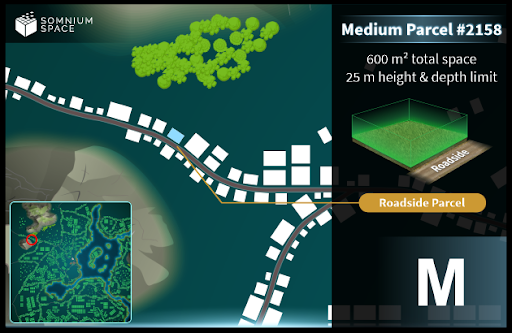 SOMNIUM
SPACE
Medium Parcel #2158
600 m² total space
25 m height & depth limit
Roadside
Roadside Parcel
M